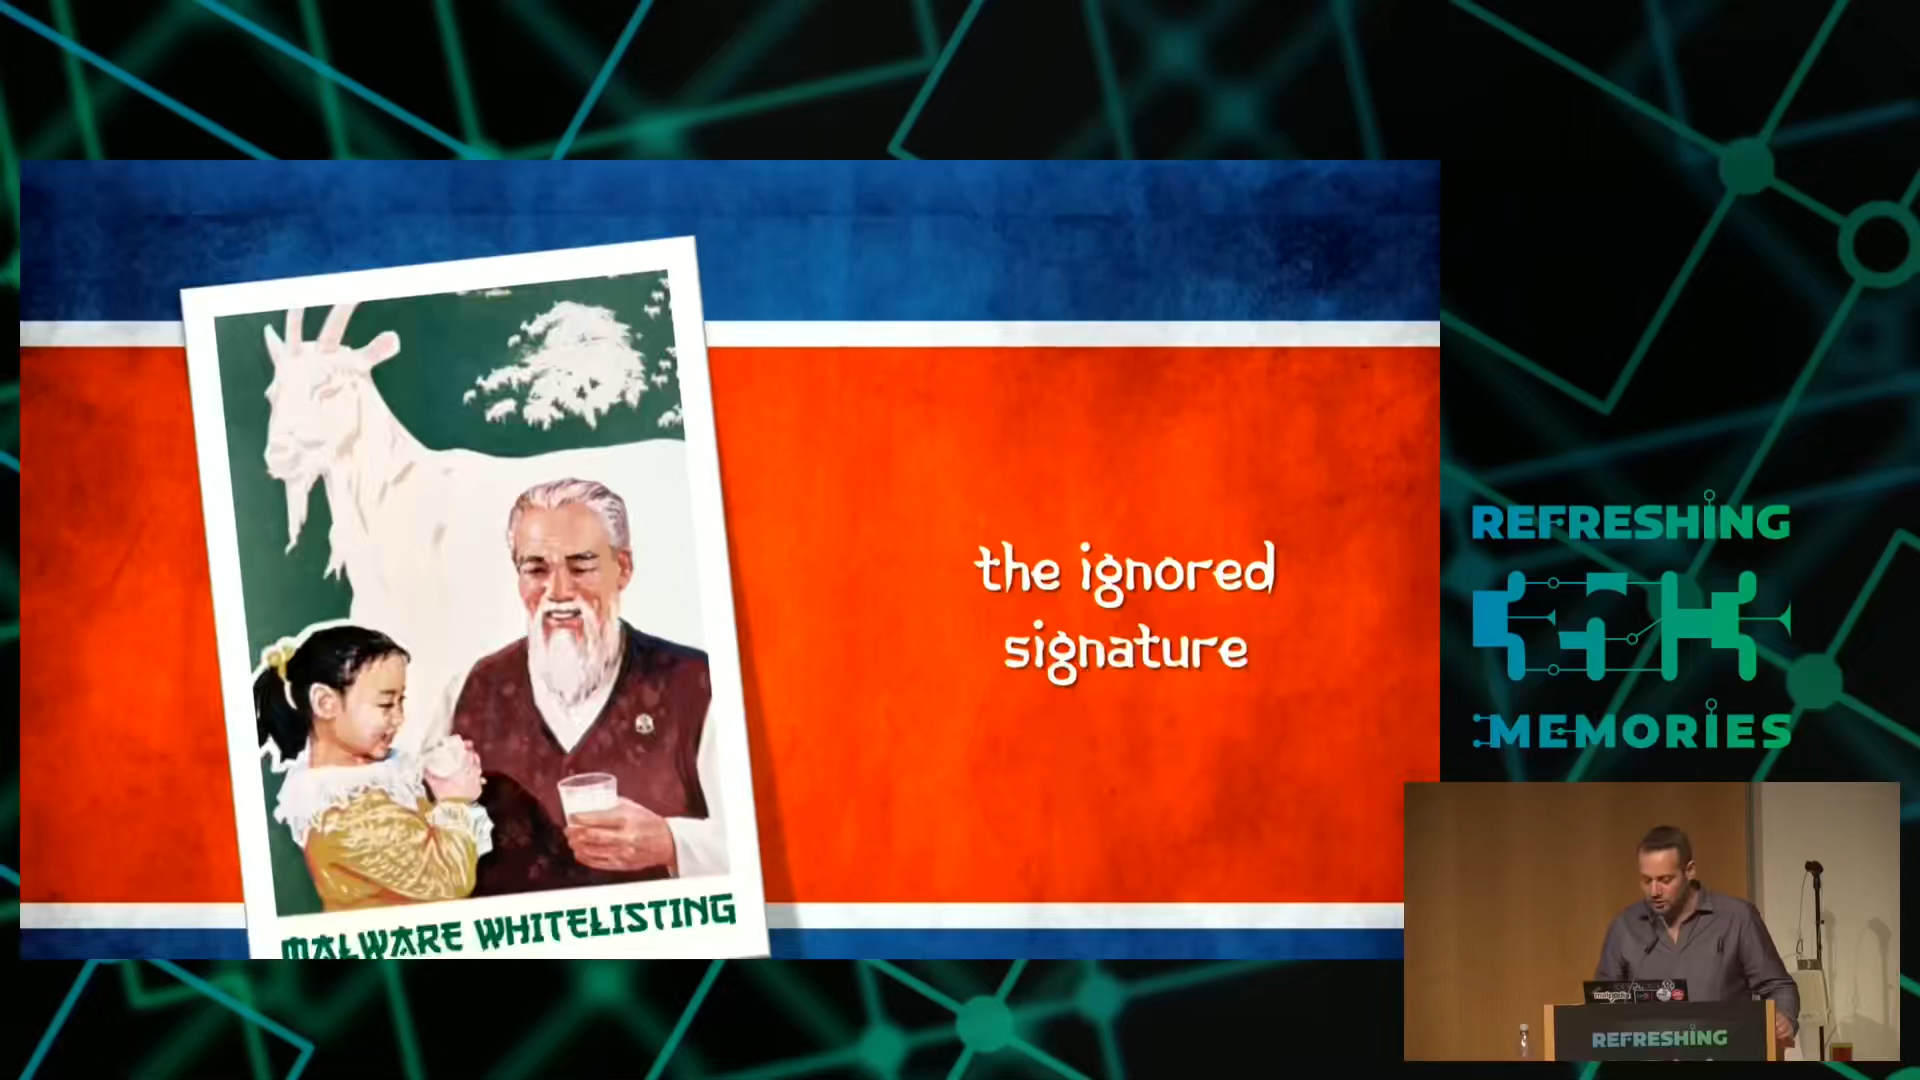 the ignored
signature
MALWARE WHITELISTING
REFRESHING
MEMORIES
REFRESHING